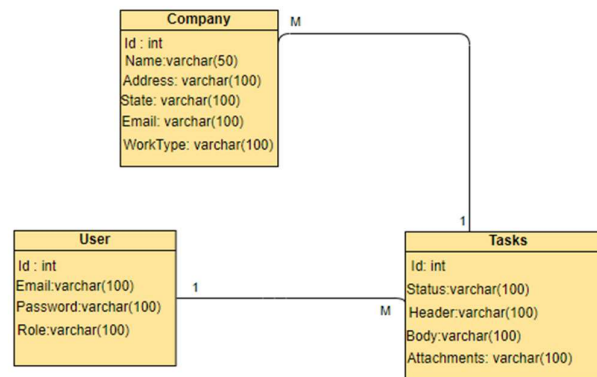 Company
M
Id : int
Name:varchar(50)
Address: varchar(100)
State: varchar(100)
Email: varchar(100)
WorkType: varchar(100)
1
User
Id : int
Email:varchar(100)
Password:varchar(100)
Role:varchar(100)
1
M
Tasks
Id: int
Status:varchar(100)
Header:varchar(100)
Body:varchar(100)
Attachments: varchar(100)